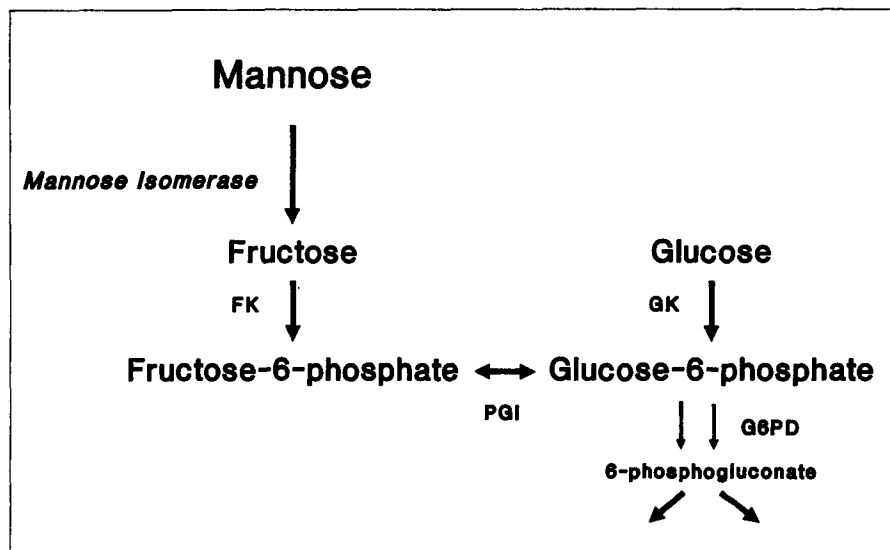 Mannose
Mannose Isomerase
Fructose Glucose
FK GK
Fructose-6-phosphate Glucose-6-phosphate
PGI G6PD
6-phosphogluconate